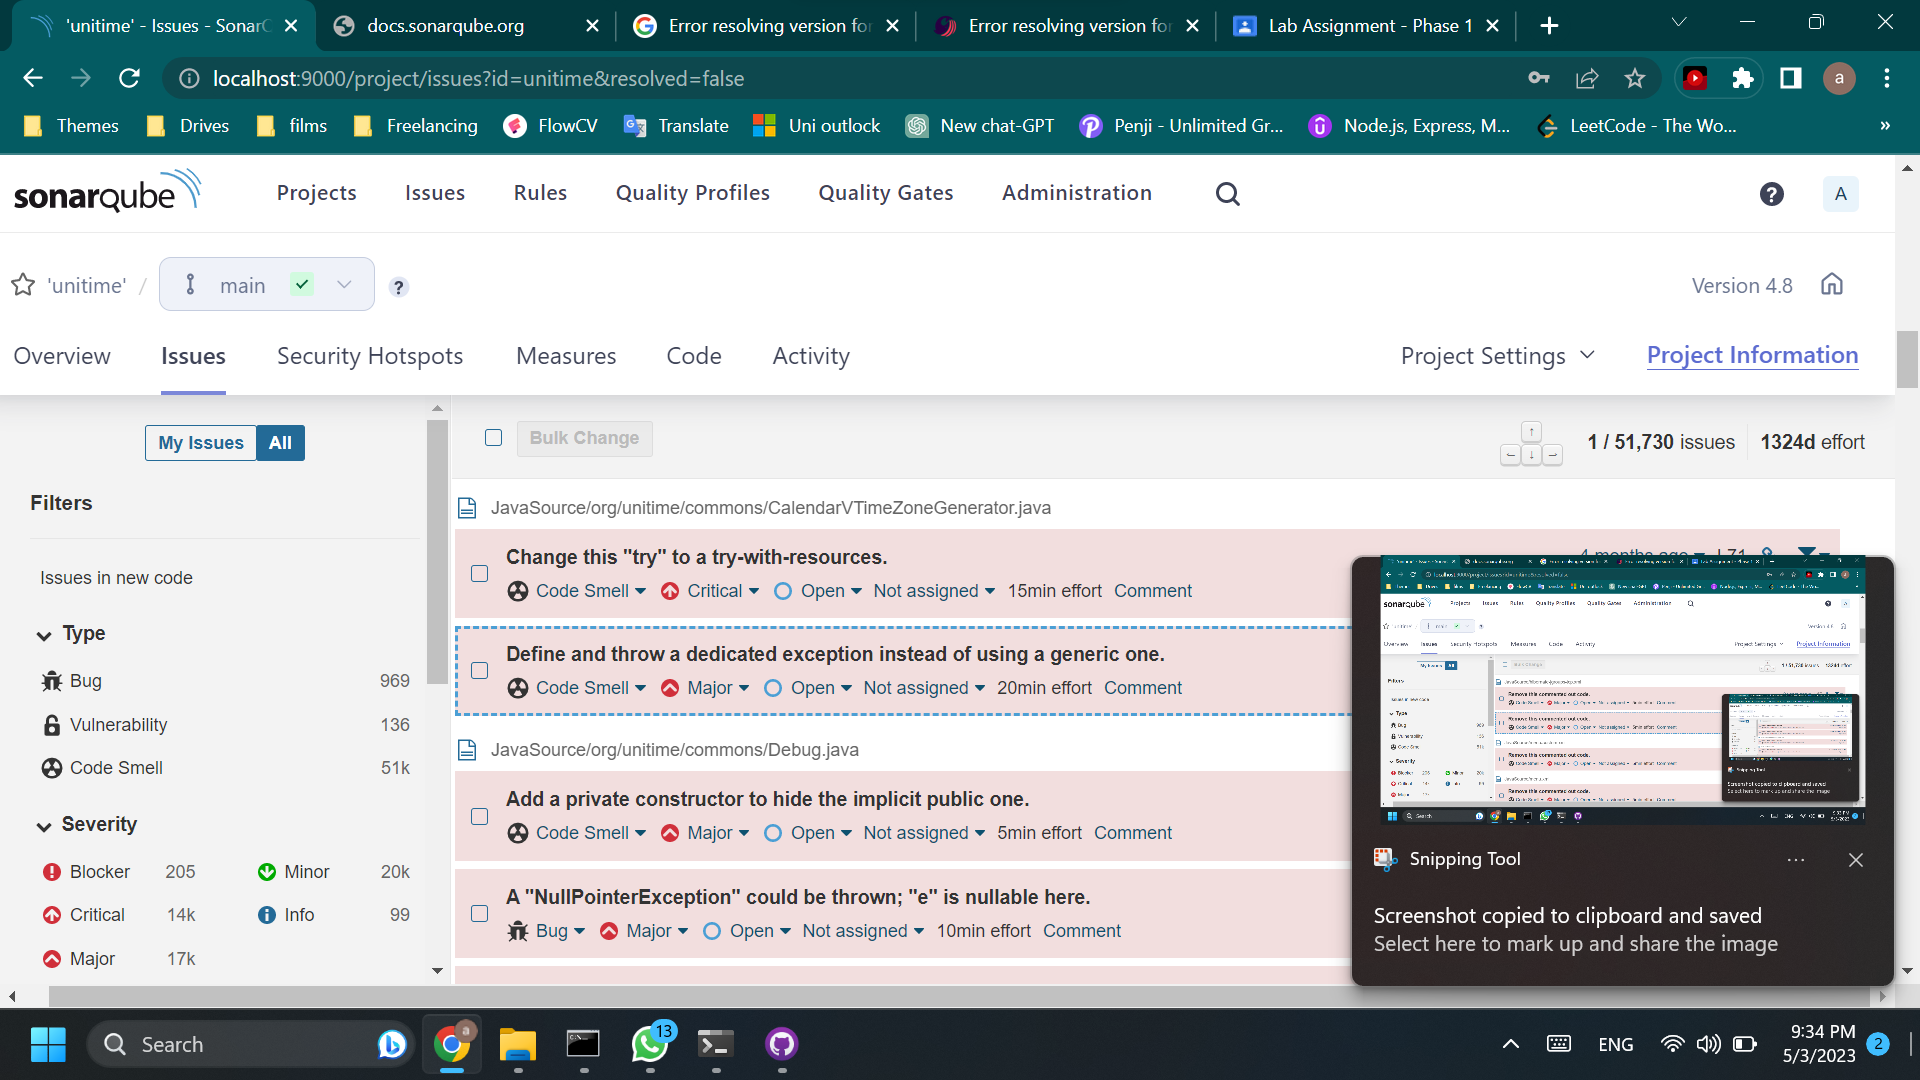 'unitime' - Issues - SonarQ
docs.sonarqube.org
Error resolving version for
Error resolving version for
Lab Assignment - Phase 1
localhost:9000/project/issues?id=unitime&resolved=false
a
Themes
Drives
films
Freelancing
FlowCV
Translate
Uni outlock
New chat-GPT
Penji - Unlimited Gr...
Node.js, Express, M...
LeetCode - The Wo...
»
sonarqube
Projects
Issues
Rules
Quality Profiles
Quality Gates
Administration
?
A
'unitime' /
main
?
Version 4.8
Overview
Issues
Security Hotspots
Measures
Code
Activity
Project Settings
Project Information
My Issues
All
Bulk Change
1 / 51,730 issues
1324d effort
Filters
Issues in new code
Type
Bug 969
Vulnerability 136
Code Smell 51k
Severity
Blocker 205
Minor 20k
Critical 14k
Info 99
Major 17k
JavaSource/org/unitime/commons/CalendarVTimeZoneGenerator.java
Change this "try" to a try-with-resources.
4 months ago L71
Code Smell Critical Open Not assigned 15min effort Comment
Define and throw a dedicated exception instead of using a generic one.
Code Smell Major Open Not assigned 20min effort Comment
JavaSource/org/unitime/commons/Debug.java
Add a private constructor to hide the implicit public one.
Code Smell Major Open Not assigned 5min effort Comment
A "NullPointerException" could be thrown; "e" is nullable here.
Bug Major Open Not assigned 10min effort Comment
Snipping Tool
Screenshot copied to clipboard and saved
Select here to mark up and share the image
Search
13
ENG
9:34 PM
5/3/2023
2